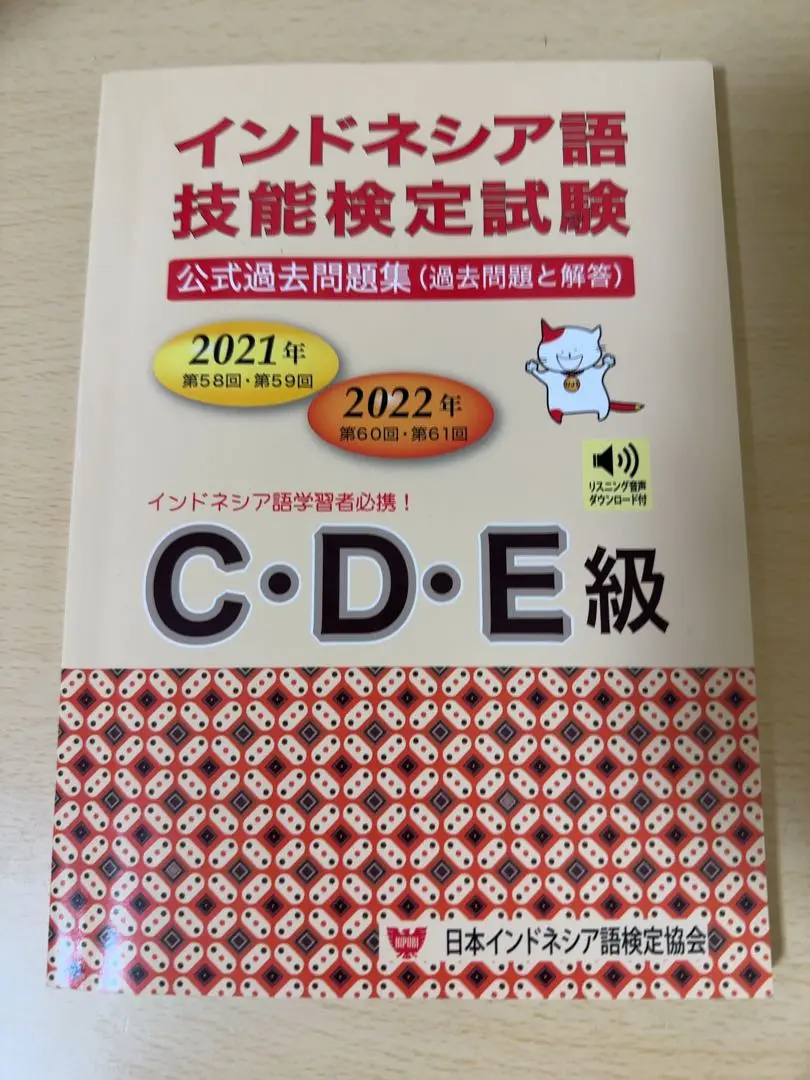 インドネシア語
技能検定試験
公式過去問題集(過去問題と解答)
2021年
第58回・第59回
2022年
第60回・第61回
リスニング音声
ダウンロード付
インドネシア語学習者必携！
C・D・E級
HIPORI
日本インドネシア語検定協会